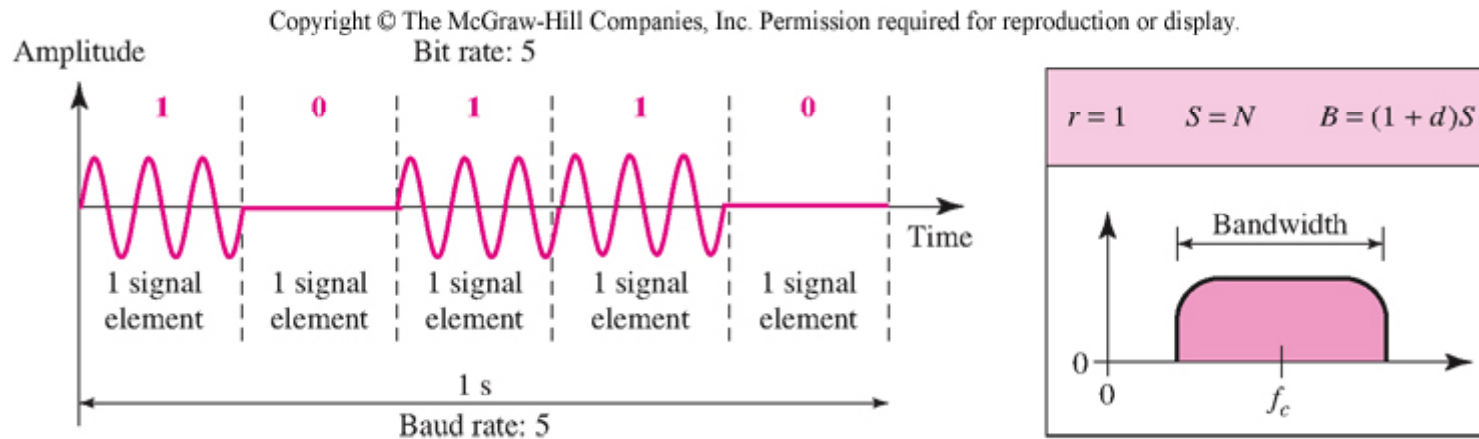 Copyright © The McGraw-Hill Companies, Inc. Permission required for reproduction or display.
Amplitude
Bit rate: 5
1 0 1 1 0
Time
1 signal element
1 signal element
1 signal element
1 signal element
1 signal element
1 s
Baud rate: 5
r = 1 S = N B = (1 + d)S
Bandwidth
0
0
f_c